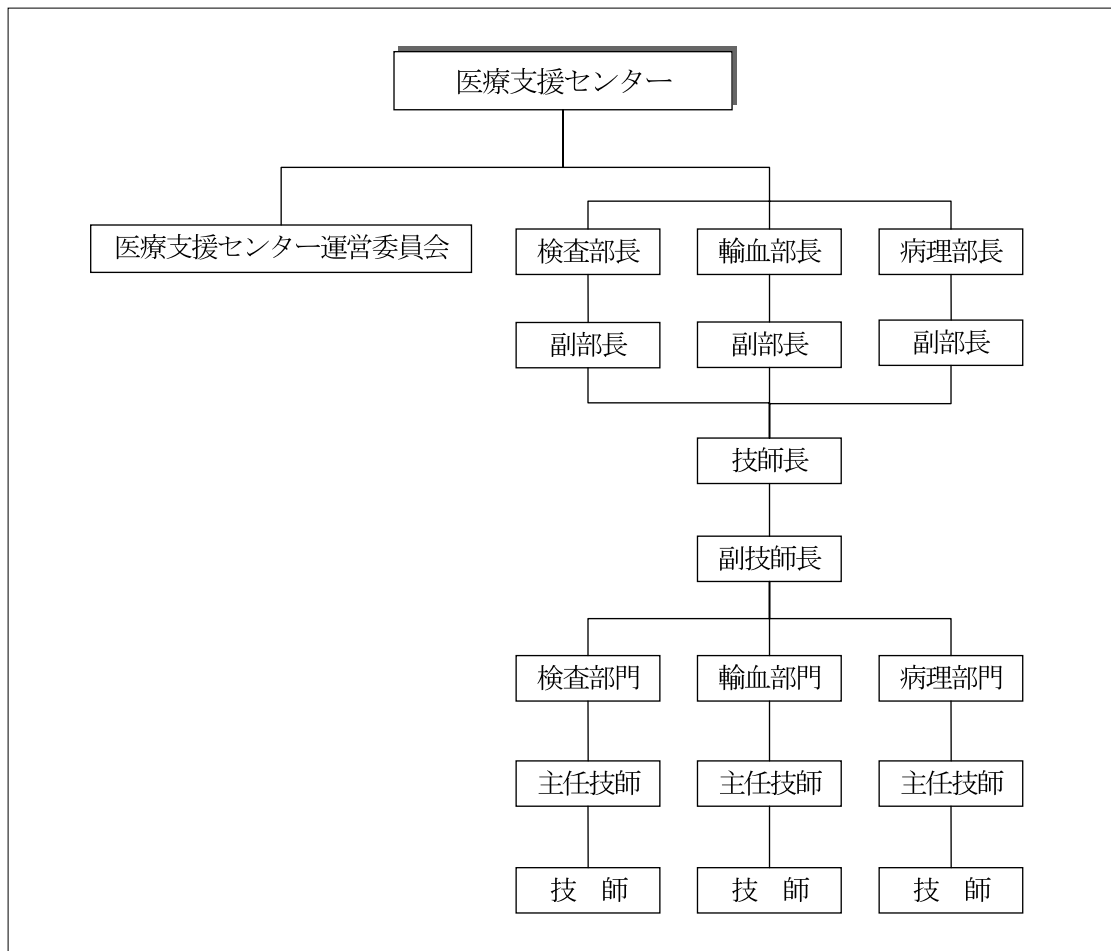 医療支援センター
医療支援センター運営委員会
検査部長
輸血部長
病理部長
副部長
副部長
副部長
技師長
副技師長
検査部門
輸血部門
病理部門
主任技師
主任技師
主任技師
技　師
技　師
技　師